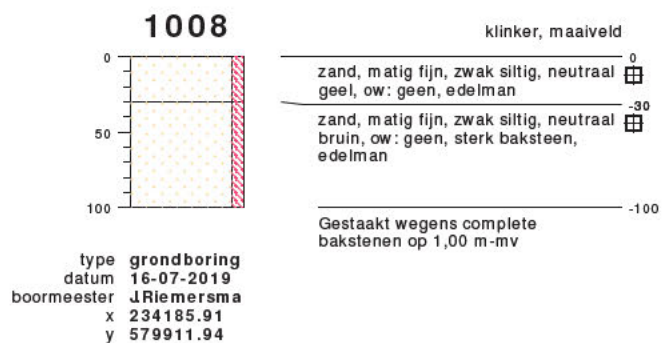 1008
klinker, maaiveld
0
0
zand, matig fijn, zwak siltig, neutraal
geel, ow: geen, edelman
-30
zand, matig fijn, zwak siltig, neutraal
bruin, ow: geen, sterk baksteen,
edelman
50
100
-100
Gestaakt wegens complete
bakstenen op 1,00 m-mv
type grondboring
datum 16-07-2019
boormeester J.Riemersma
x 234185.91
y 579911.94